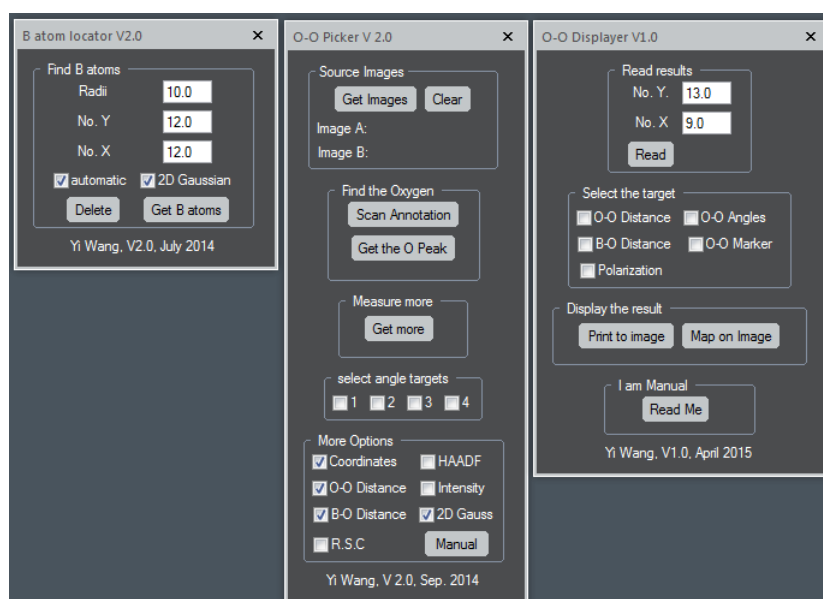 B atom locator V2.0
Find B atoms
Radii 10.0
No. Y 12.0
No. X 12.0
automatic 2D Gaussian
Delete Get B atoms
Yi Wang, V2.0, July 2014
O-O Picker V 2.0
Source Images
Get Images Clear
Image A:
Image B:
Find the Oxygen
Scan Annotation
Get the O Peak
Measure more
Get more
select angle targets
1 2 3 4
More Options
Coordinates HAADF
O-O Distance Intensity
B-O Distance 2D Gauss
R.S.C Manual
Yi Wang, V 2.0, Sep. 2014
O-O Displayer V1.0
Read results
No. Y. 13.0
No. X 9.0
Read
Select the target
O-O Distance O-O Angles
B-O Distance O-O Marker
Polarization
Display the result
Print to image Map on Image
I am Manual
Read Me
Yi Wang, V1.0, April 2015